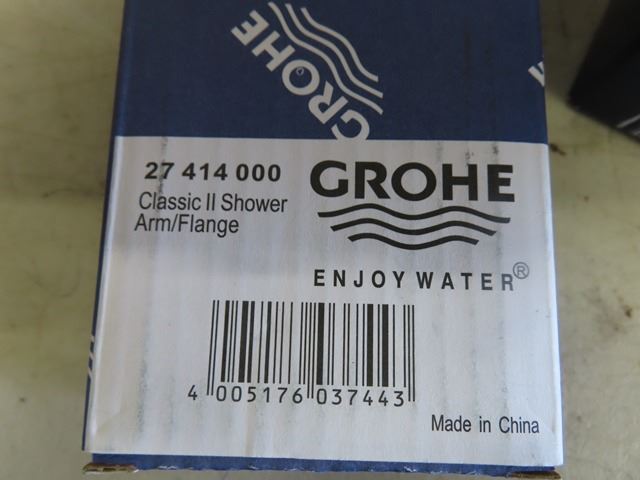 GROHE
27 414 000
Classic II Shower
Arm/Flange
GROHE
ENJOY WATER®
4 005176 037443
Made in China